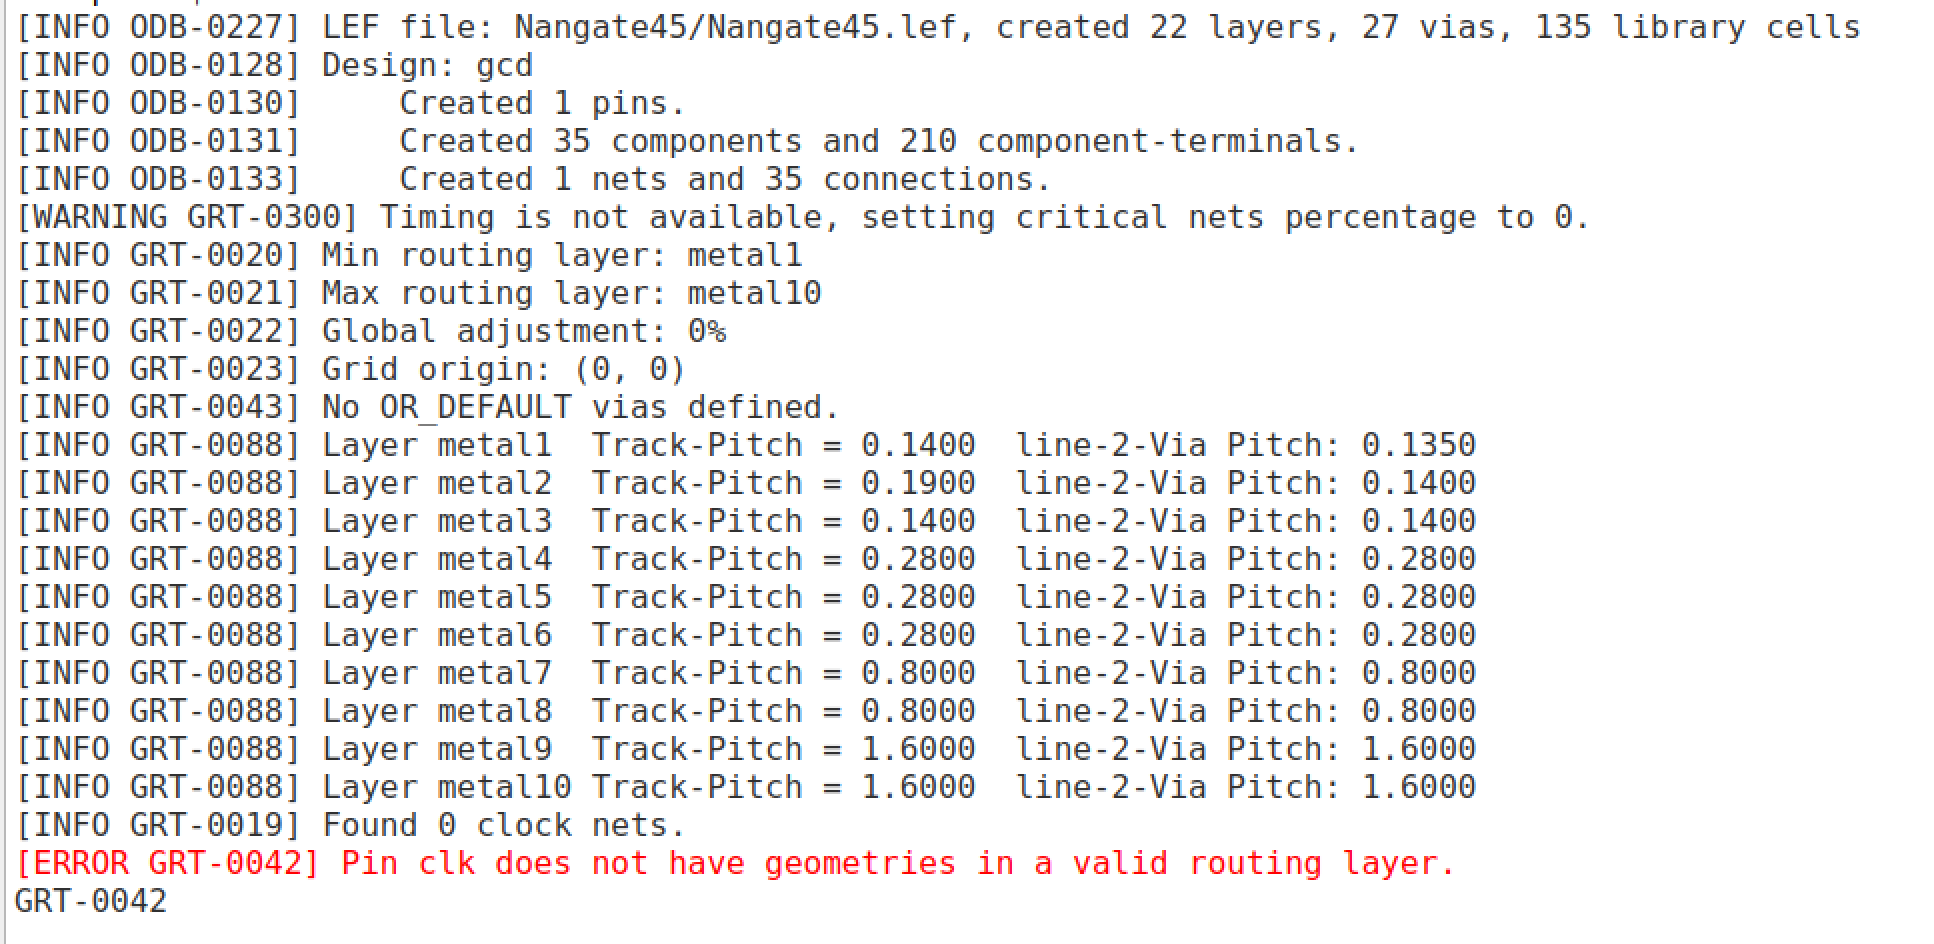 [INFO ODB-0227] LEF file: Nangate45/Nangate45.lef, created 22 layers, 27 vias, 135 library cells
[INFO ODB-0128] Design: gcd
[INFO ODB-0130]     Created 1 pins.
[INFO ODB-0131]     Created 35 components and 210 component-terminals.
[INFO ODB-0133]     Created 1 nets and 35 connections.
[WARNING GRT-0300] Timing is not available, setting critical nets percentage to 0.
[INFO GRT-0020] Min routing layer: metal1
[INFO GRT-0021] Max routing layer: metal10
[INFO GRT-0022] Global adjustment: 0%
[INFO GRT-0023] Grid origin: (0, 0)
[INFO GRT-0043] No OR_DEFAULT vias defined.
[INFO GRT-0088] Layer metal1  Track-Pitch = 0.1400  line-2-Via Pitch: 0.1350
[INFO GRT-0088] Layer metal2  Track-Pitch = 0.1900  line-2-Via Pitch: 0.1400
[INFO GRT-0088] Layer metal3  Track-Pitch = 0.1400  line-2-Via Pitch: 0.1400
[INFO GRT-0088] Layer metal4  Track-Pitch = 0.2800  line-2-Via Pitch: 0.2800
[INFO GRT-0088] Layer metal5  Track-Pitch = 0.2800  line-2-Via Pitch: 0.2800
[INFO GRT-0088] Layer metal6  Track-Pitch = 0.2800  line-2-Via Pitch: 0.2800
[INFO GRT-0088] Layer metal7  Track-Pitch = 0.8000  line-2-Via Pitch: 0.8000
[INFO GRT-0088] Layer metal8  Track-Pitch = 0.8000  line-2-Via Pitch: 0.8000
[INFO GRT-0088] Layer metal9  Track-Pitch = 1.6000  line-2-Via Pitch: 1.6000
[INFO GRT-0088] Layer metal10 Track-Pitch = 1.6000  line-2-Via Pitch: 1.6000
[INFO GRT-0019] Found 0 clock nets.
[ERROR GRT-0042] Pin clk does not have geometries in a valid routing layer.
GRT-0042